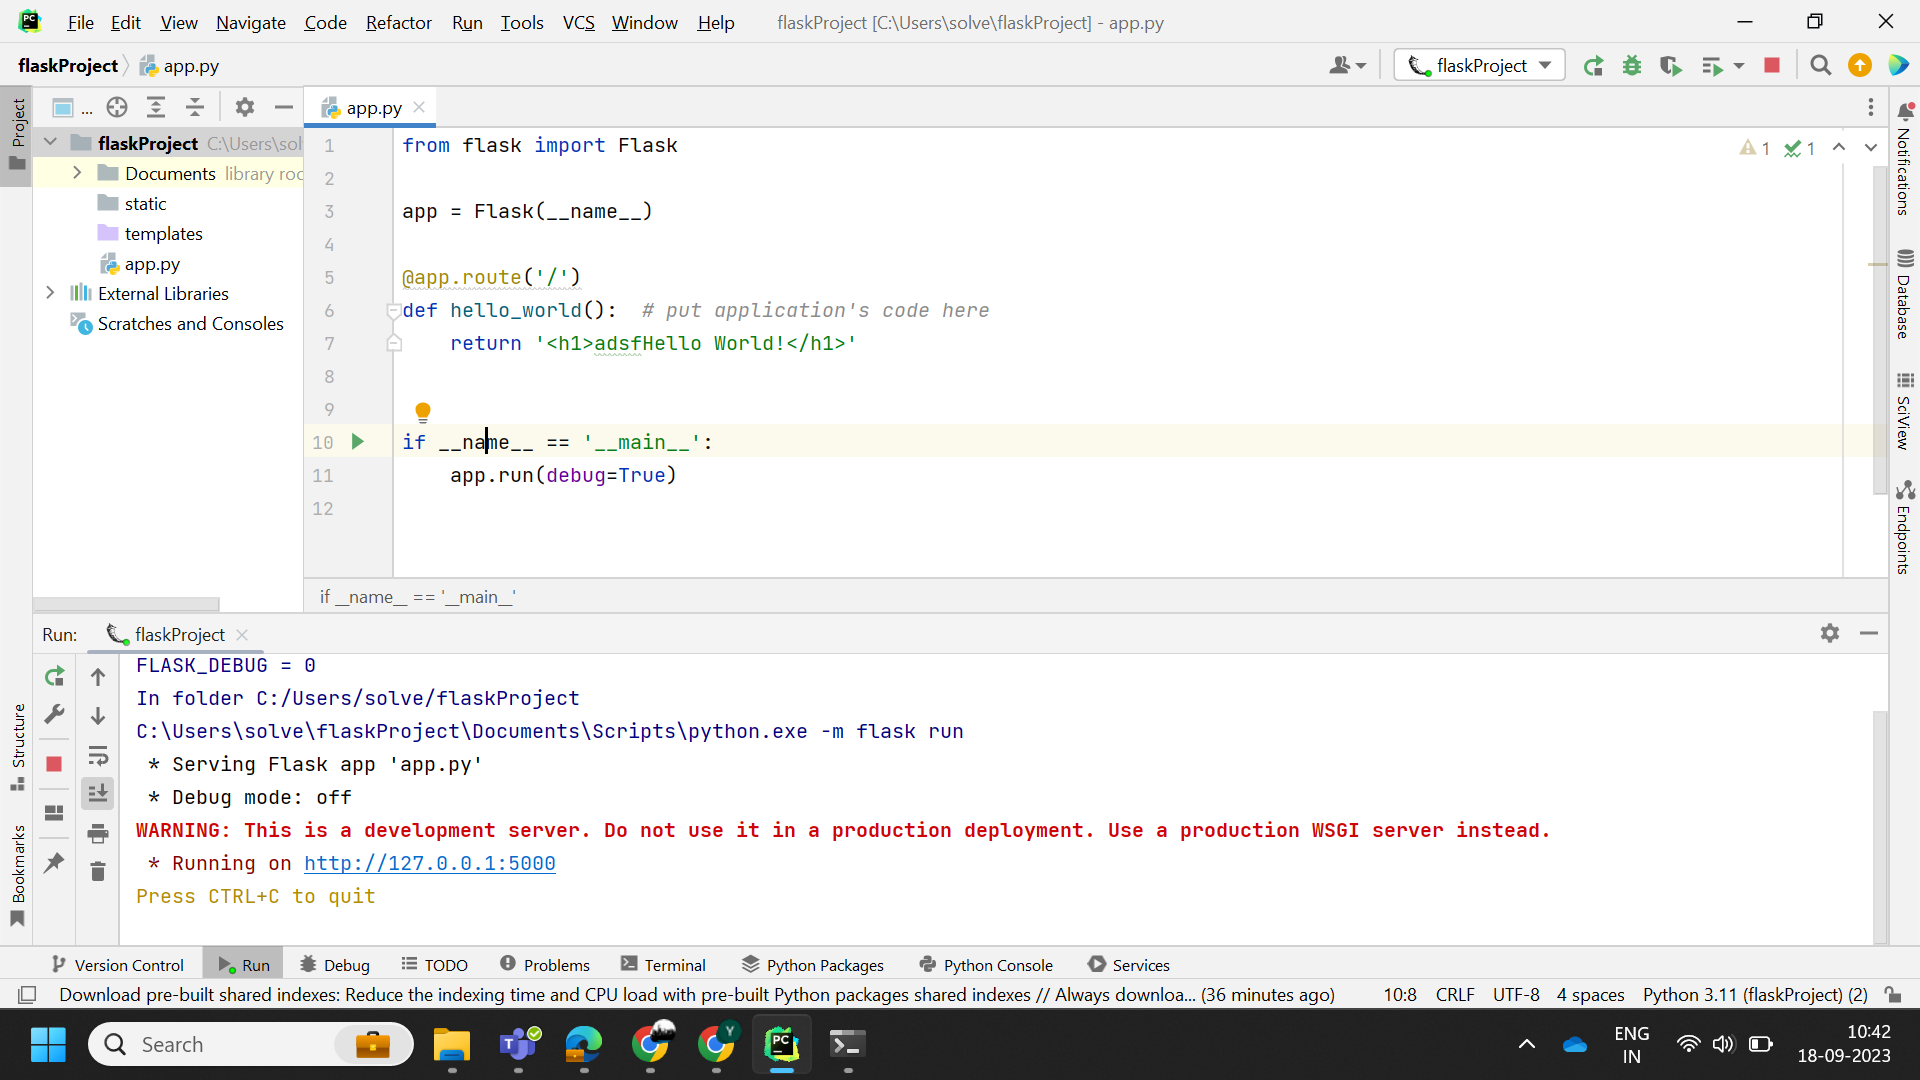 File Edit View Navigate Code Refactor Run Tools VCS Window Help flaskProject [C:\Users\solve\flaskProject] - app.py
flaskProject app.py flaskProject
Project ... app.py
flaskProject C:\Users\sol
Documents library roo
static
templates
app.py
External Libraries
Scratches and Consoles
1 from flask import Flask
2
3 app = Flask(__name__)
4
5 @app.route('/')
6 def hello_world():  # put application's code here
7     return '<h1>adsfHello World!</h1>'
8
9
10 if __name__ == '__main__':
11     app.run(debug=True)
12
1 1
if __name__ == '__main__'
Notifications
Database
SciView
Endpoints
Structure
Bookmarks
Run: flaskProject
FLASK_DEBUG = 0
In folder C:/Users/solve/flaskProject
C:\Users\solve\flaskProject\Documents\Scripts\python.exe -m flask run
* Serving Flask app 'app.py'
* Debug mode: off
WARNING: This is a development server. Do not use it in a production deployment. Use a production WSGI server instead.
* Running on http://127.0.0.1:5000
Press CTRL+C to quit
Version Control Run Debug TODO Problems Terminal Python Packages Python Console Services
Download pre-built shared indexes: Reduce the indexing time and CPU load with pre-built Python packages shared indexes // Always downloa... (36 minutes ago) 10:8 CRLF UTF-8 4 spaces Python 3.11 (flaskProject) (2)
Search Y PC ENG 10:42
IN 18-09-2023